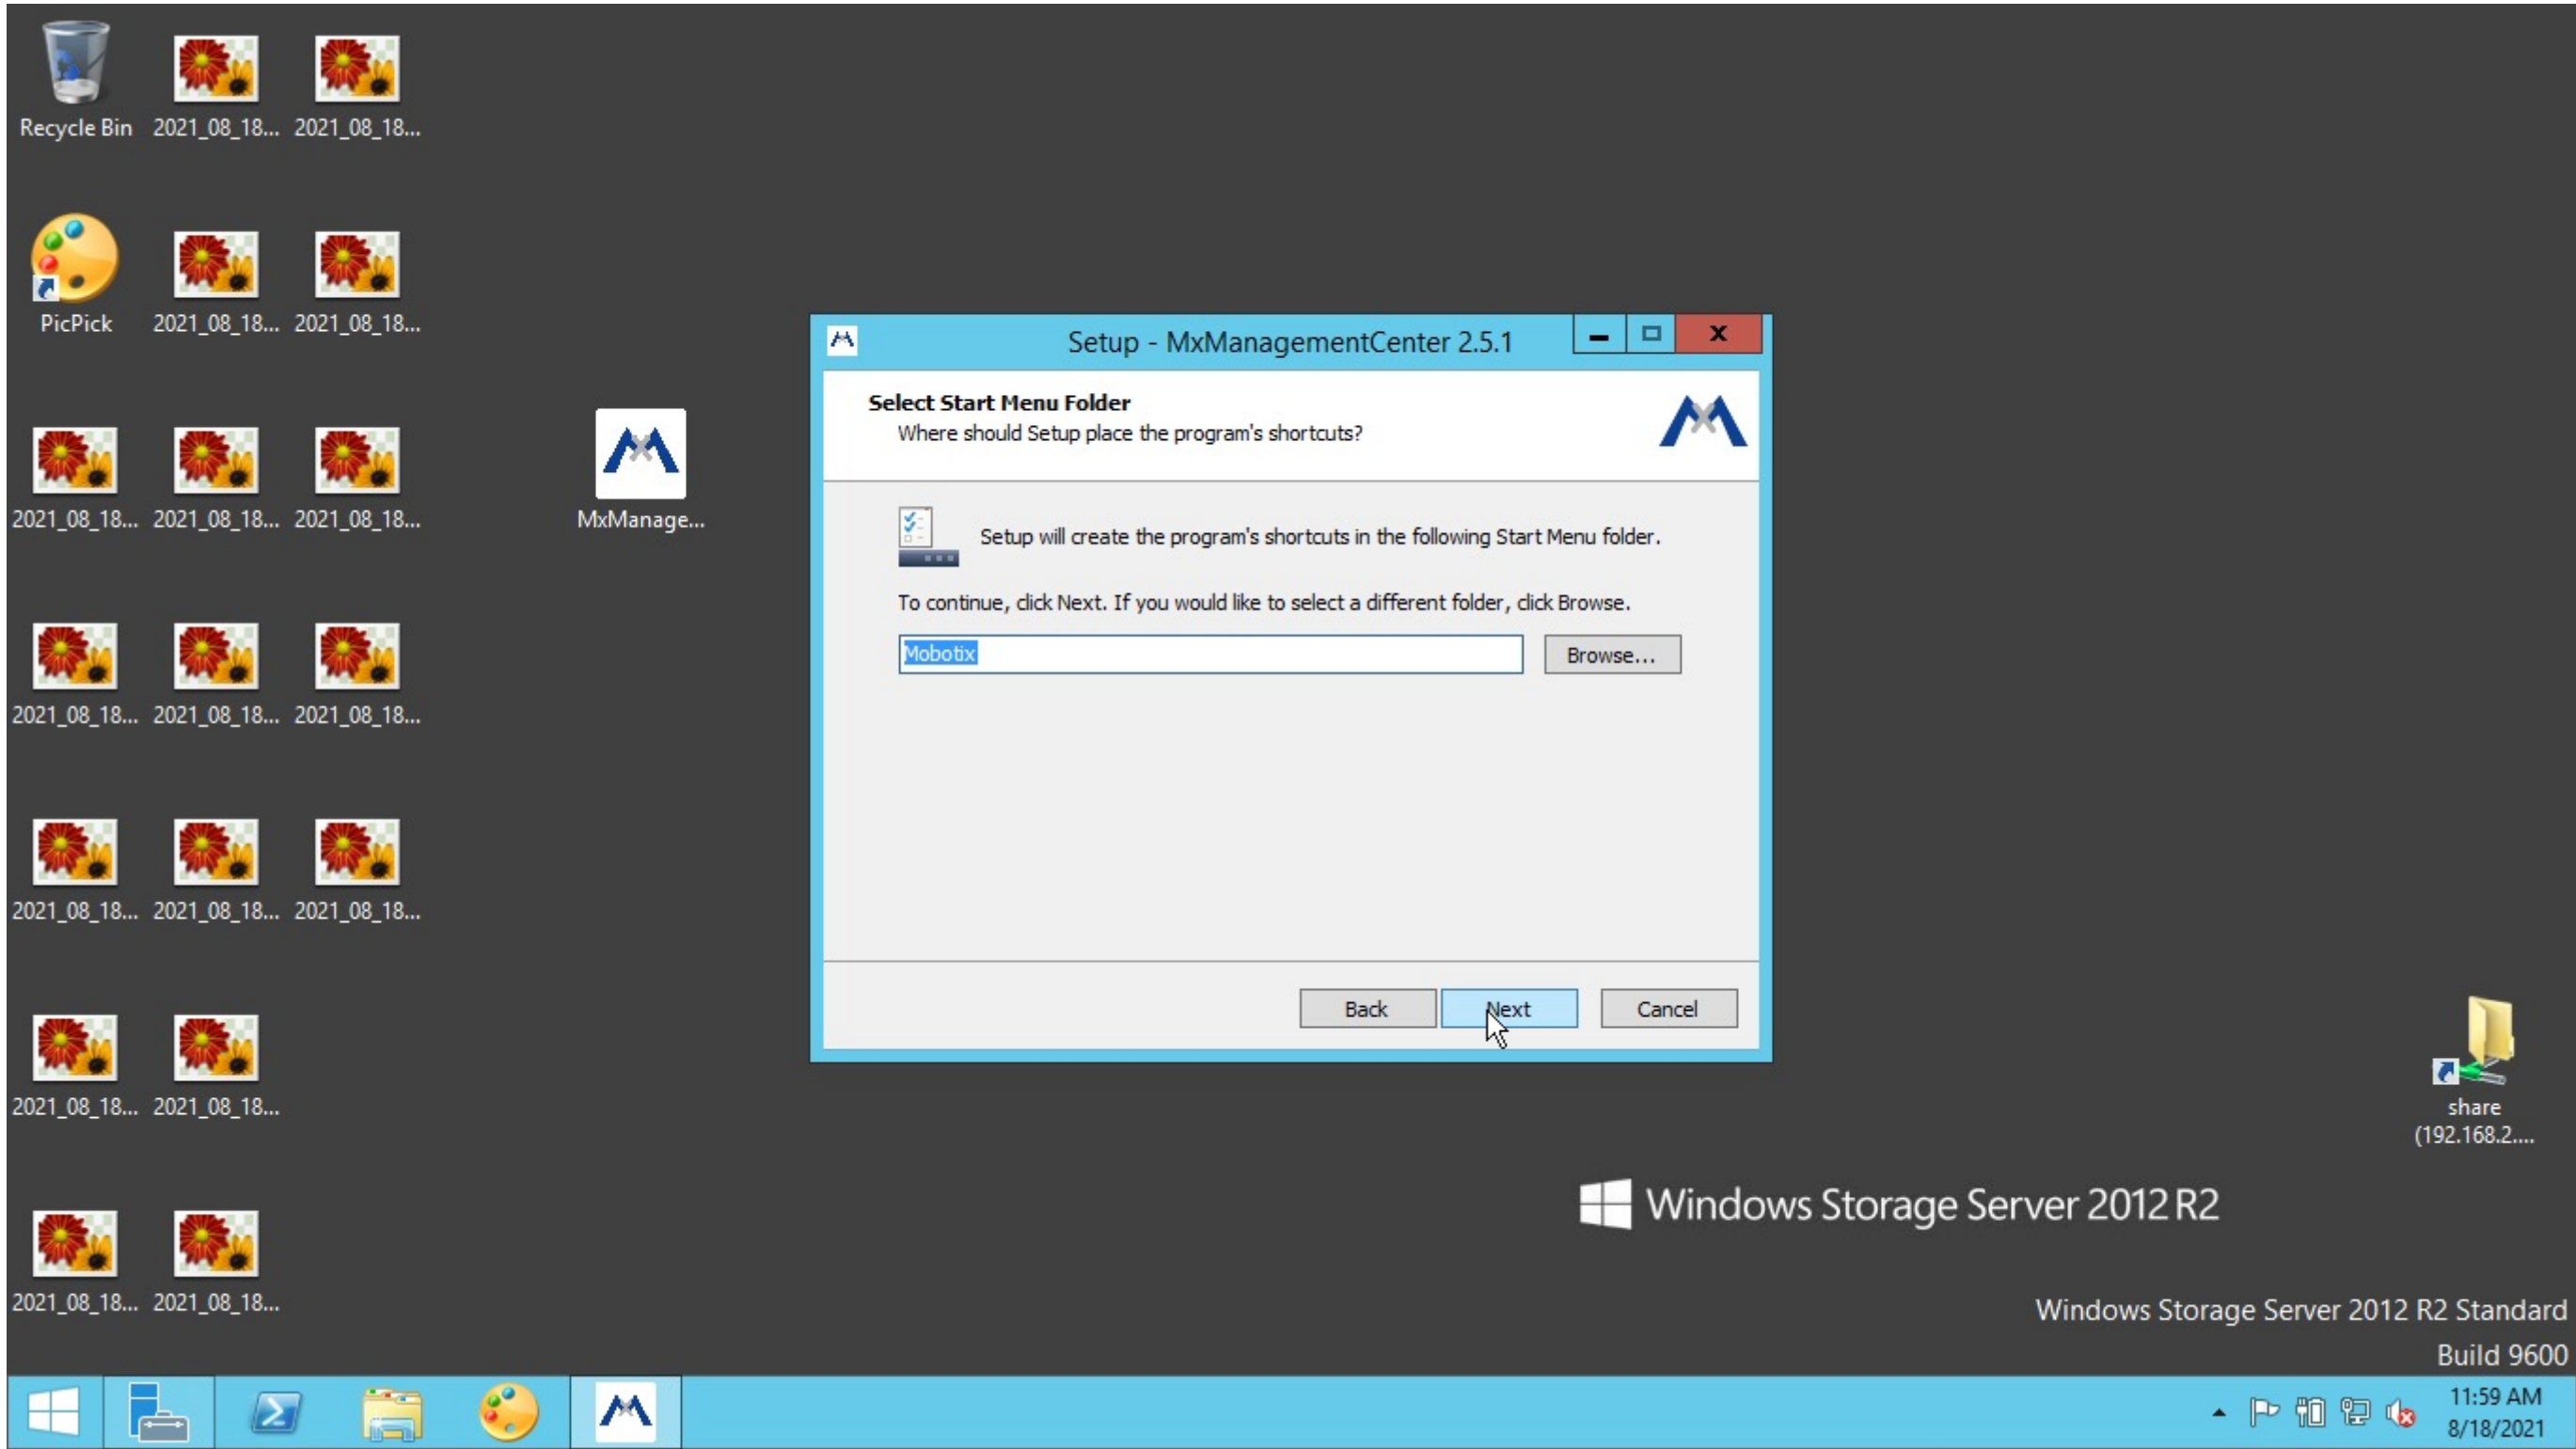 Recycle Bin
2021_08_18...
2021_08_18...
PicPick
2021_08_18...
2021_08_18...
2021_08_18...
2021_08_18...
2021_08_18...
MxManage...
2021_08_18...
2021_08_18...
2021_08_18...
2021_08_18...
2021_08_18...
2021_08_18...
2021_08_18...
2021_08_18...
2021_08_18...
2021_08_18...
Setup - MxManagementCenter 2.5.1
Select Start Menu Folder
Where should Setup place the program's shortcuts?
Setup will create the program's shortcuts in the following Start Menu folder.
To continue, click Next. If you would like to select a different folder, click Browse.
Mobotix
Browse...
Back
Next
Cancel
share
(192.168.2....
Windows Storage Server 2012 R2
Windows Storage Server 2012 R2 Standard
Build 9600
11:59 AM
8/18/2021